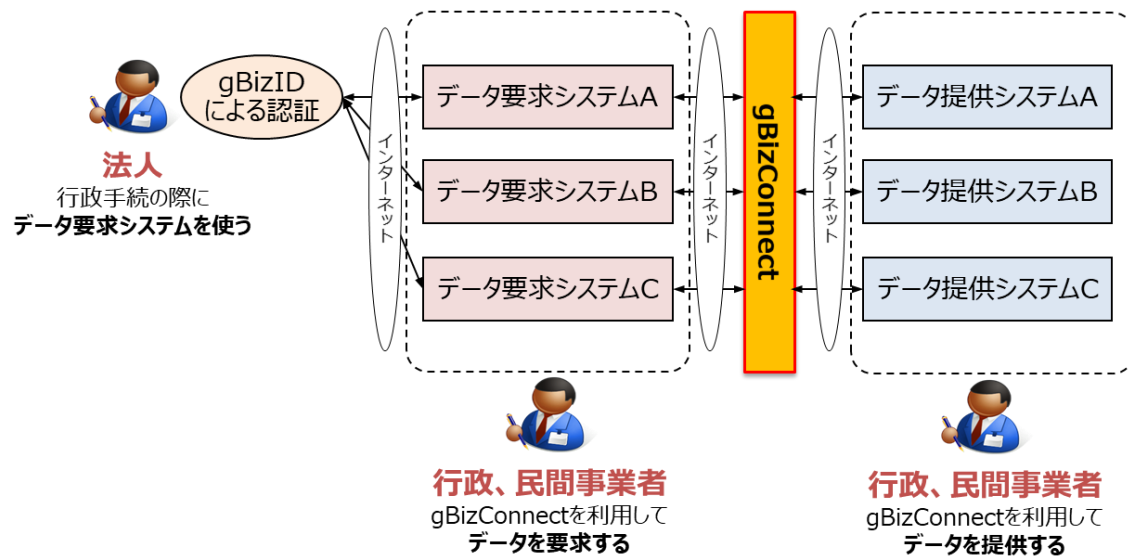 gBizID
による認証
法人
行政手続の際に
データ要求システムを使う
インターネット
データ要求システムA
データ要求システムB
データ要求システムC
行政、民間事業者
gBizConnectを利用して
データを要求する
インターネット
gBizConnect
インターネット
データ提供システムA
データ提供システムB
データ提供システムC
行政、民間事業者
gBizConnectを利用して
データを提供する